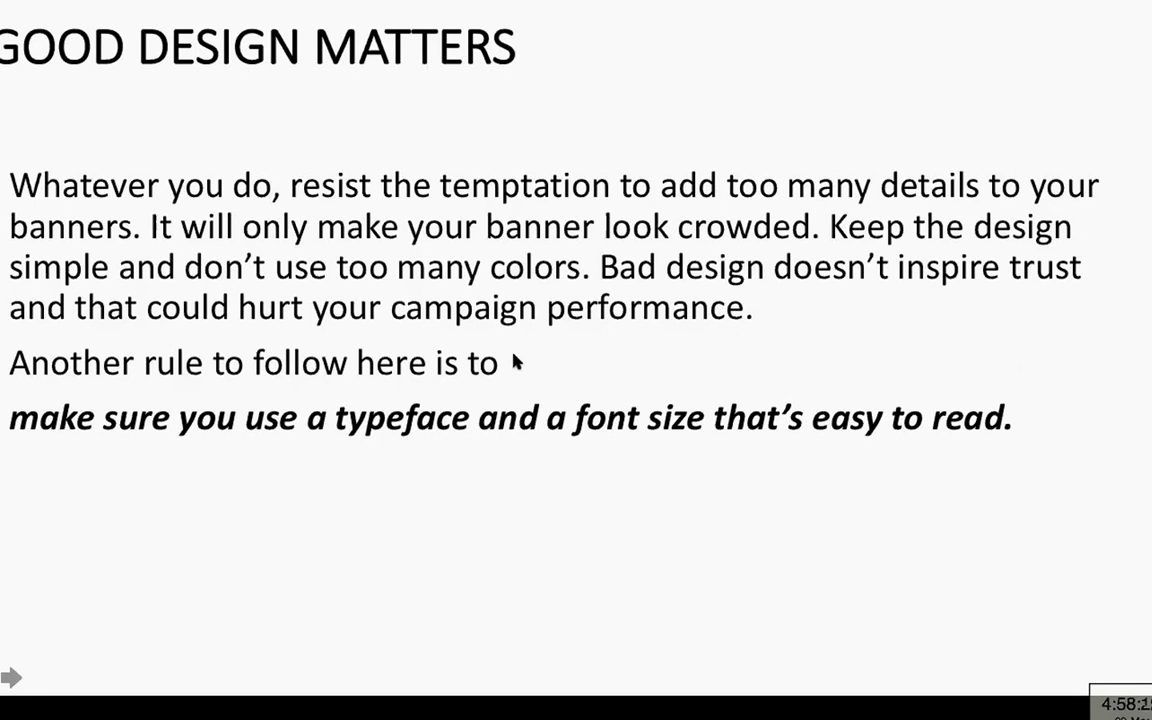 GOOD DESIGN MATTERS
Whatever you do, resist the temptation to add too many details to your
banners. It will only make your banner look crowded. Keep the design
simple and don’t use too many colors. Bad design doesn’t inspire trust
and that could hurt your campaign performance.
Another rule to follow here is to
make sure you use a typeface and a font size that’s easy to read.
4:58: